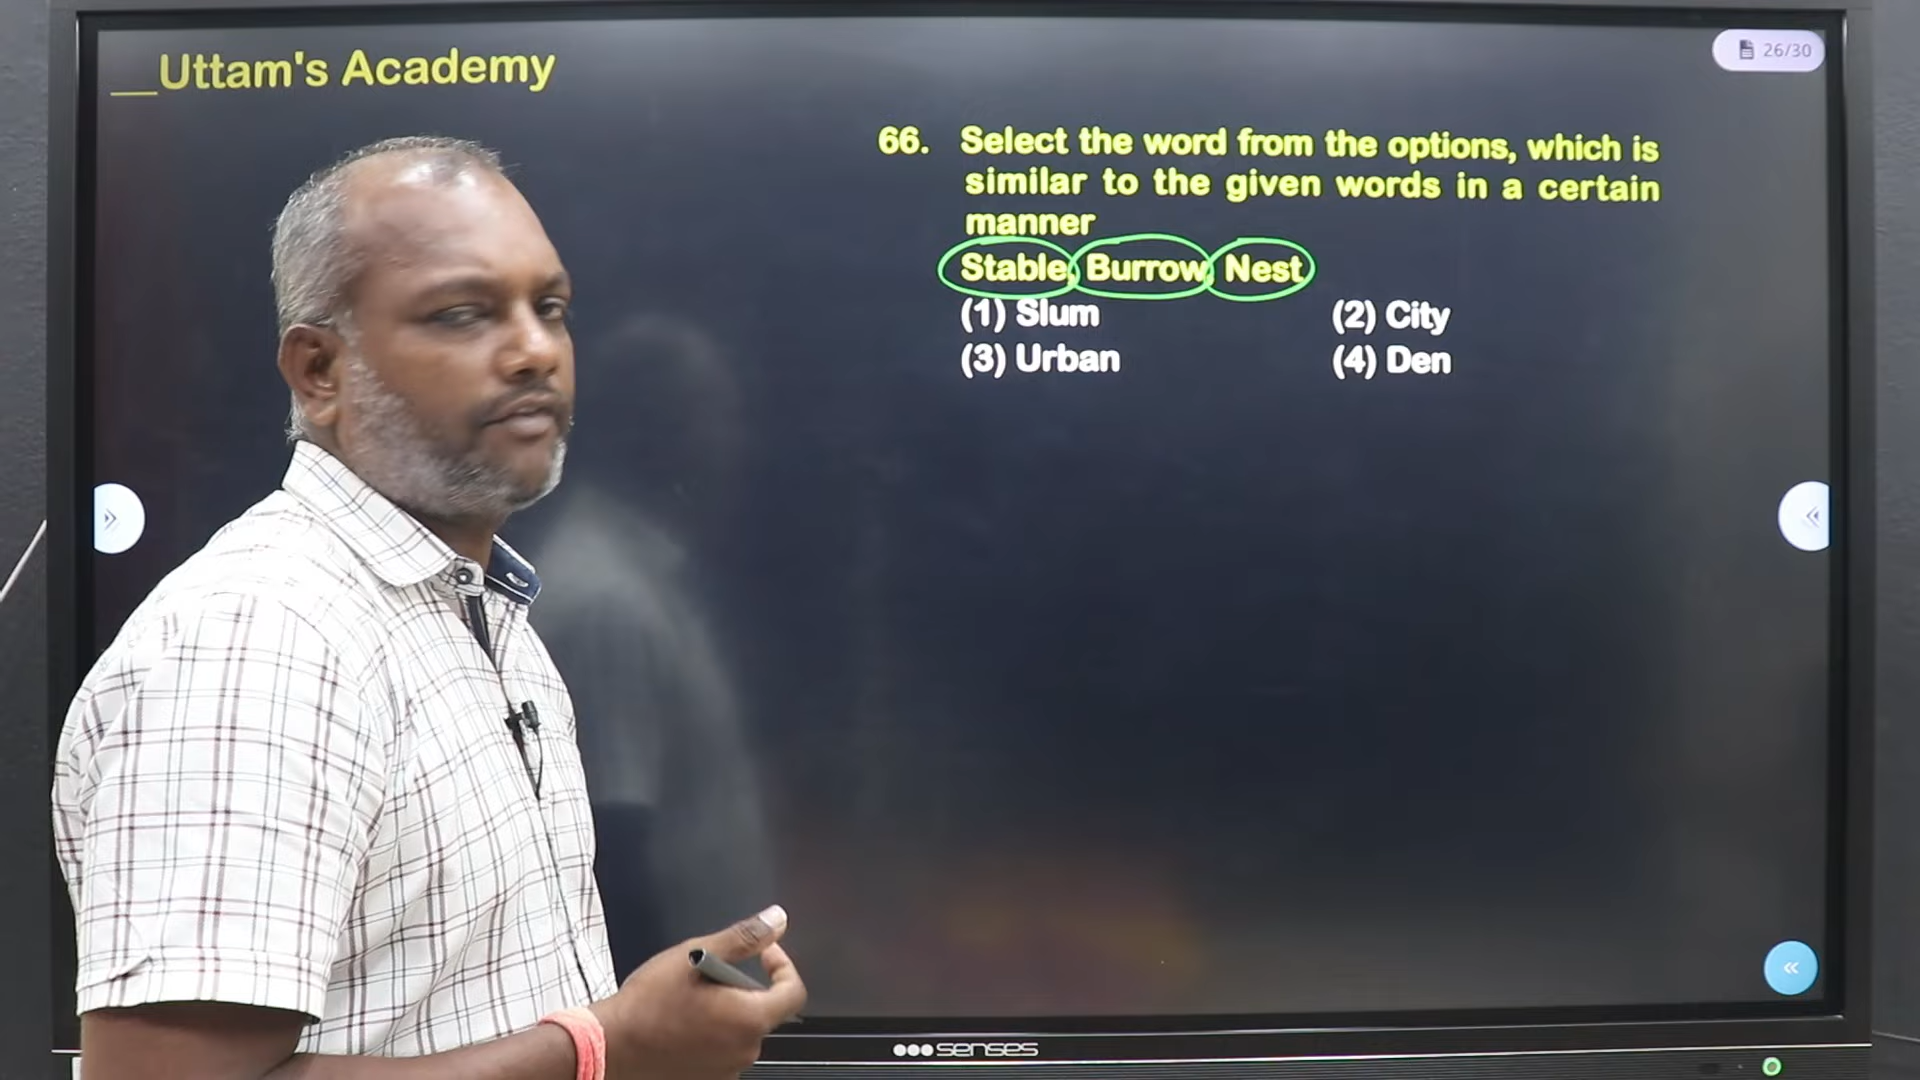 __Uttam's Academy
26/30
66. Select the word from the options, which is
similar to the given words in a certain
manner
Stable, Burrow, Nest
(1) Slum (2) City
(3) Urban (4) Den
senses